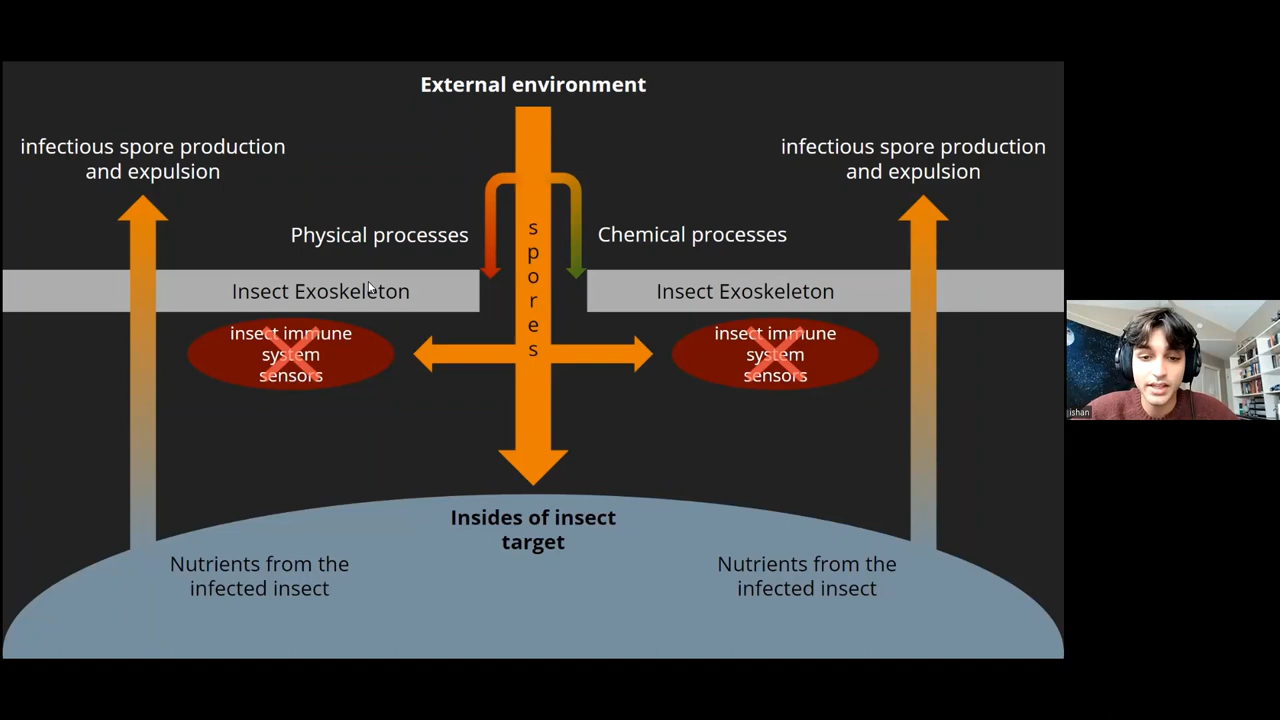 External environment
infectious spore production
and expulsion
infectious spore production
and expulsion
Physical processes
spores
Chemical processes
Insect Exoskeleton
Insect Exoskeleton
insect immune
system
sensors
insect immune
system
sensors
Insides of insect
target
Nutrients from the
infected insect
Nutrients from the
infected insect
ishan